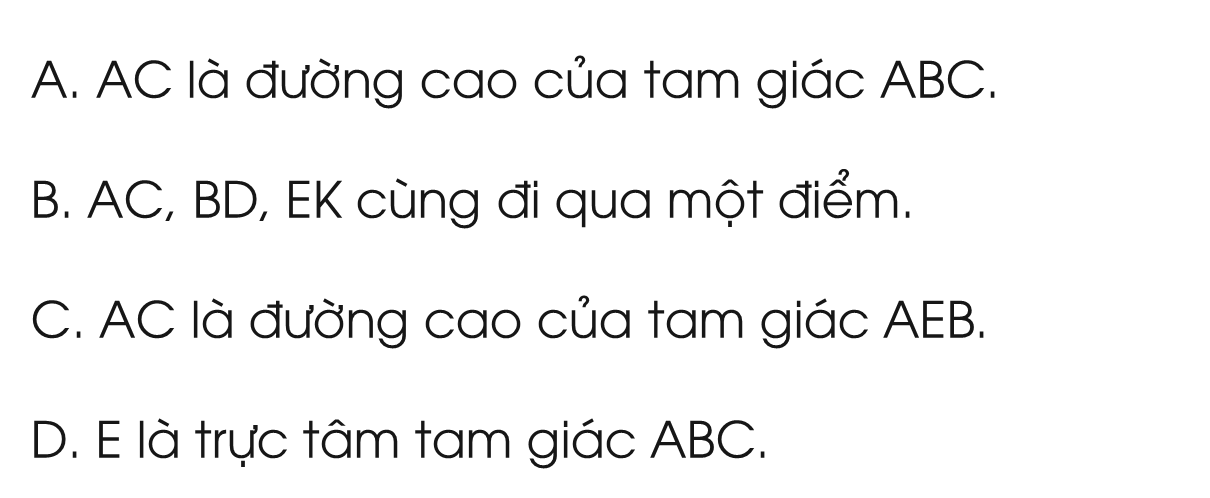 A. AC là đường cao của tam giác ABC.
B. AC, BD, EK cùng đi qua một điểm.
C. AC là đường cao của tam giác AEB.
D. E là trực tâm tam giác ABC.